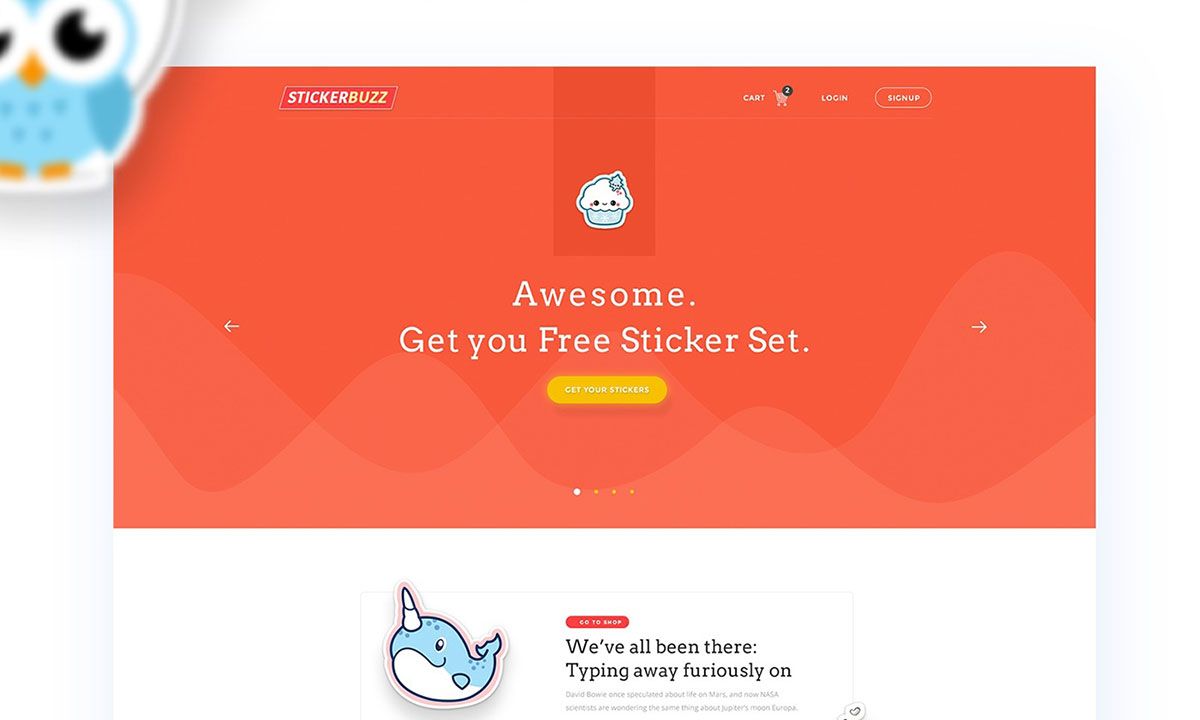 STICKERBUZZ
CART 2 LOGIN SIGNUP
Awesome.
Get you Free Sticker Set.
GET YOUR STICKERS
GO TO SHOP
We've all been there:
Typing away furiously on
David Bowie once speculated about life on Mars, and now NASA
scientists are wondering the same thing about Jupiter's moon Europa.